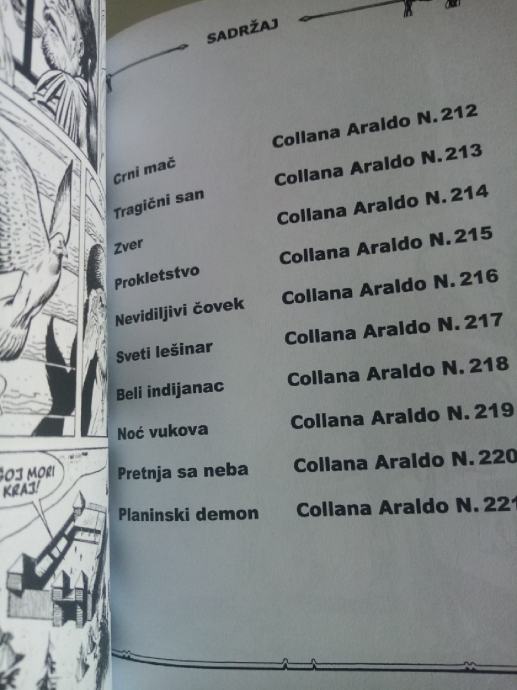 SADRŽAJ
Crni mač Collana Araldo N. 212
Tragični san Collana Araldo N. 213
Zver Collana Araldo N. 214
Prokletstvo Collana Araldo N. 215
Nevidiljivi čovek Collana Araldo N. 216
Sveti lešinar Collana Araldo N. 217
Beli indijanac Collana Araldo N. 218
Noć vukova Collana Araldo N. 219
Pretnja sa neba Collana Araldo N. 220
Planinski demon Collana Araldo N. 221
MORI
KRAJ!